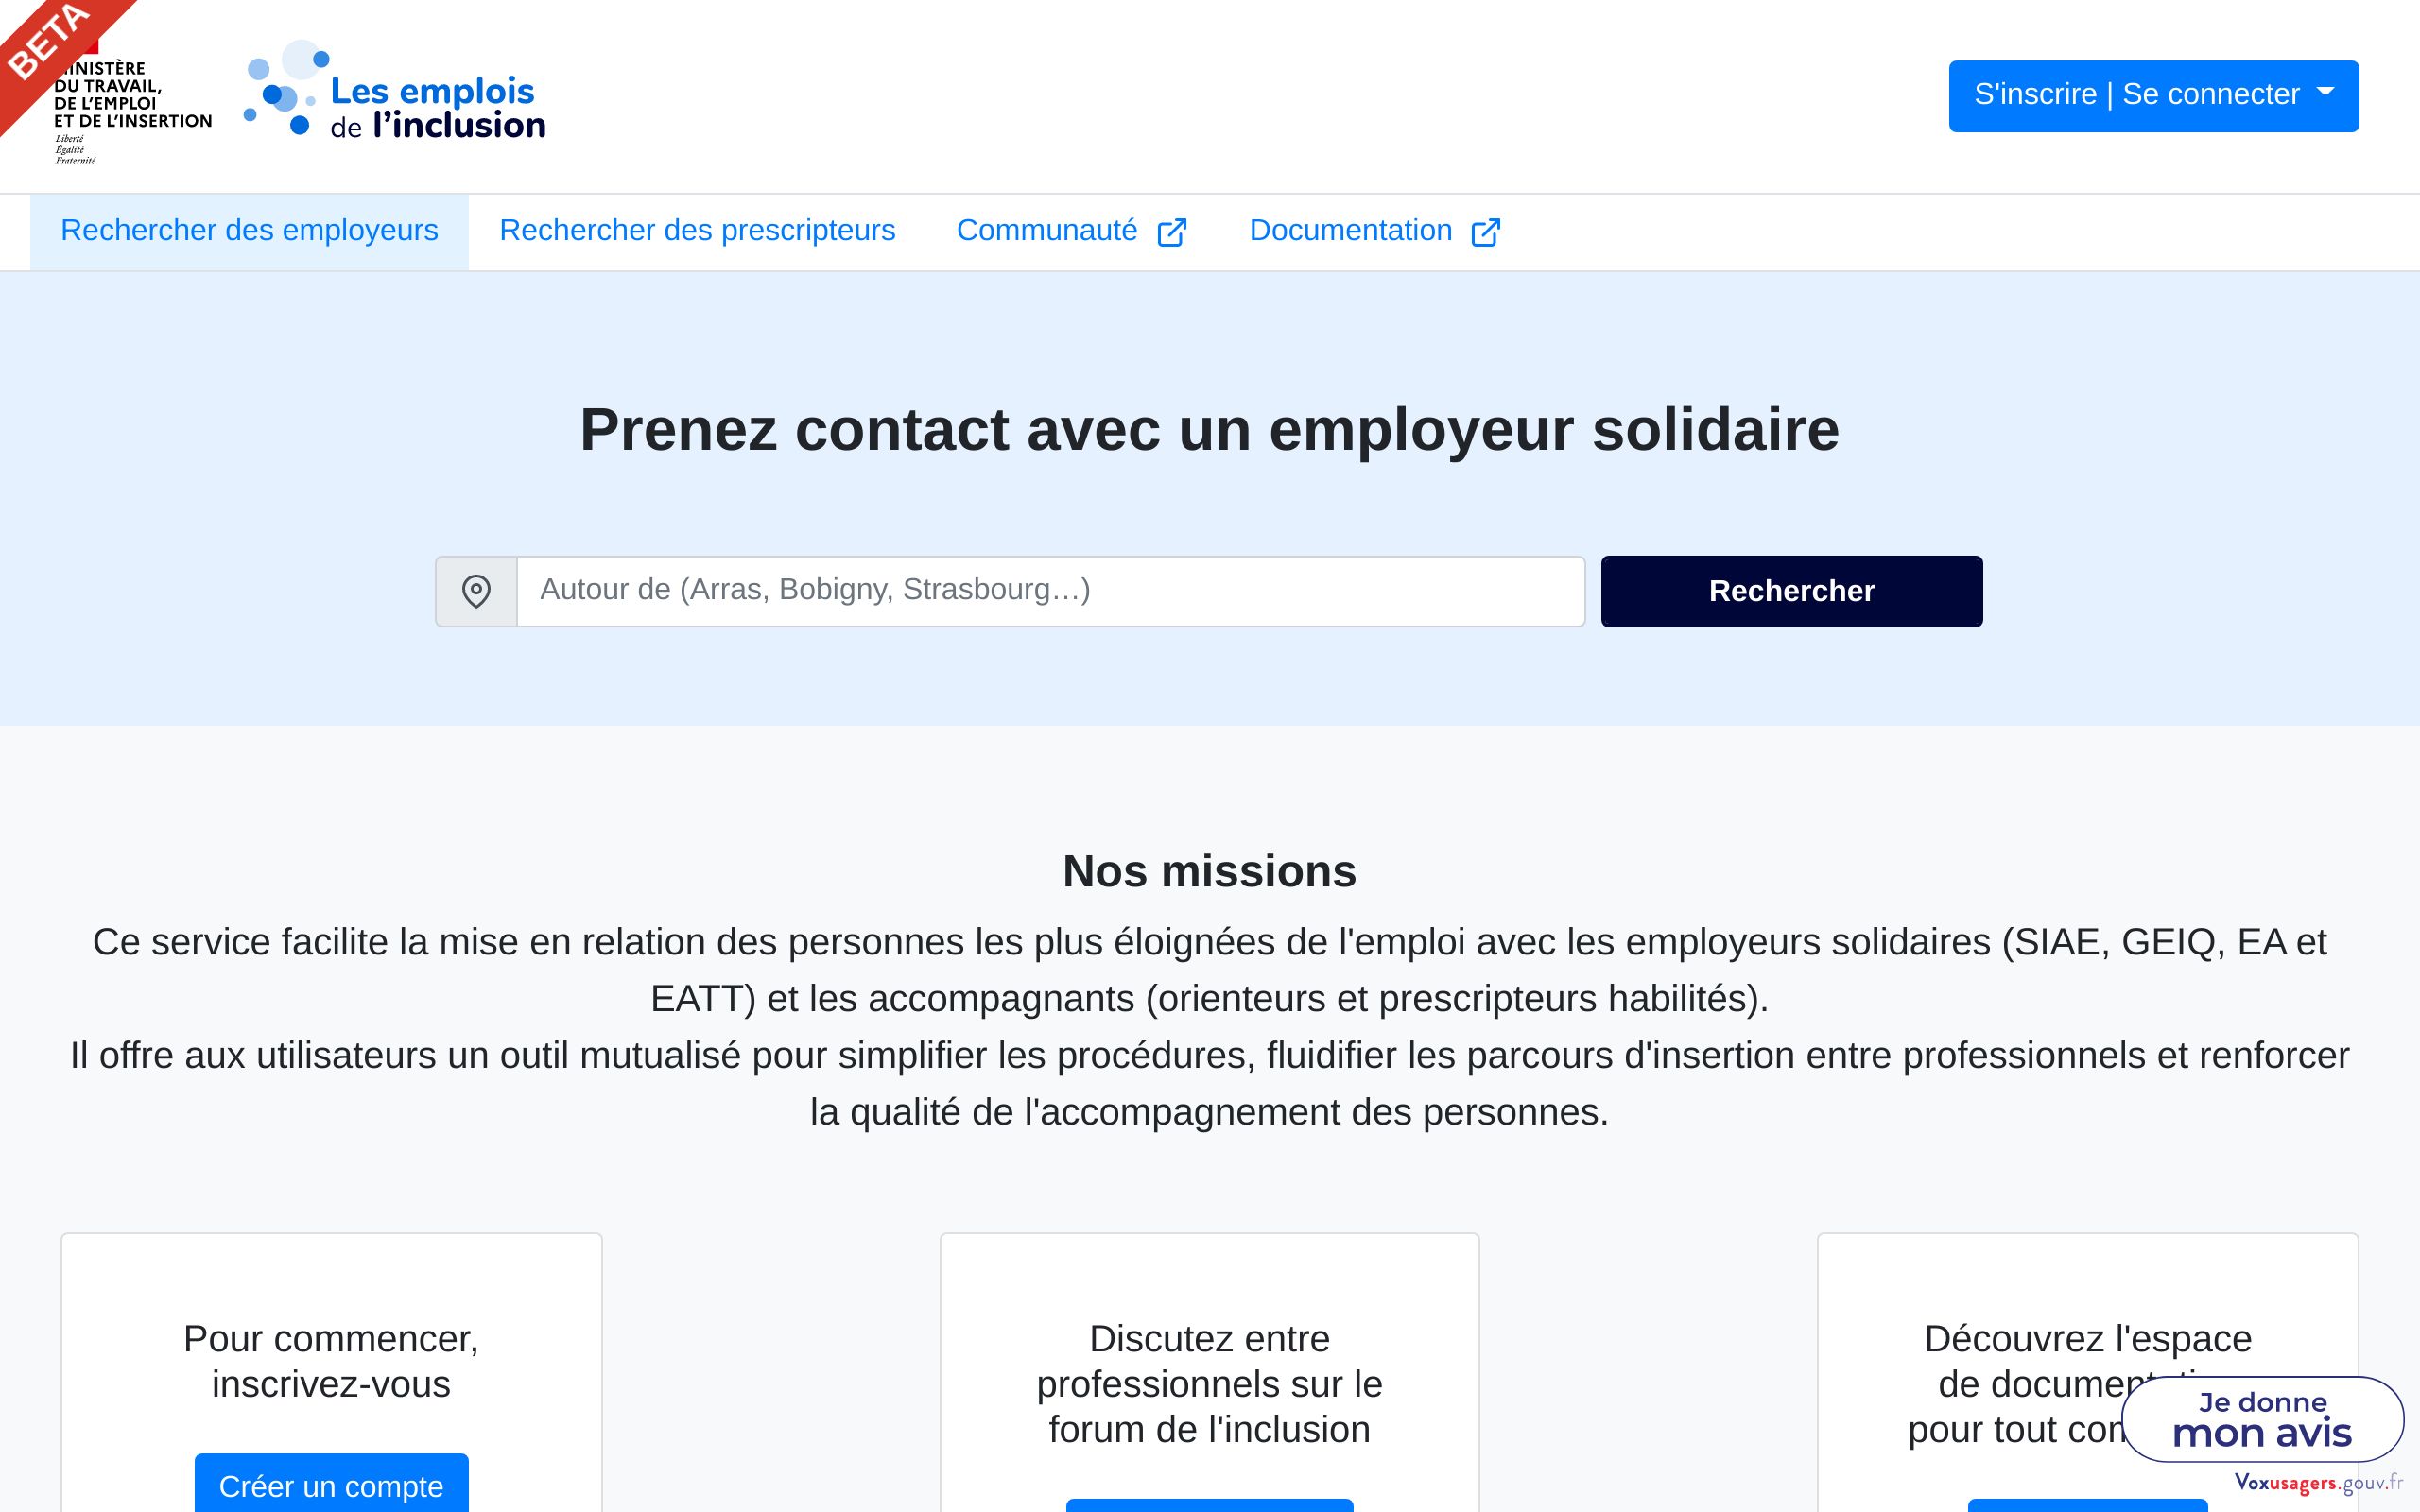 BETA
MINISTÈRE
DU TRAVAIL,
DE L'EMPLOI
ET DE L'INSERTION
Liberté
Égalité
Fraternité
Les emplois
de l'inclusion
S'inscrire | Se connecter
Rechercher des employeurs
Rechercher des prescripteurs
Communauté
Documentation
Prenez contact avec un employeur solidaire
Autour de (Arras, Bobigny, Strasbourg…)
Rechercher
Nos missions
Ce service facilite la mise en relation des personnes les plus éloignées de l'emploi avec les employeurs solidaires (SIAE, GEIQ, EA et
EATT) et les accompagnants (orienteurs et prescripteurs habilités).
Il offre aux utilisateurs un outil mutualisé pour simplifier les procédures, fluidifier les parcours d'insertion entre professionnels et renforcer
la qualité de l'accompagnement des personnes.
Pour commencer,
inscrivez-vous
Créer un compte
Discutez entre
professionnels sur le
forum de l'inclusion
Découvrez l'espace
de documentation
pour tout
Je donne
mon avis
Voxusagers.gouv.fr